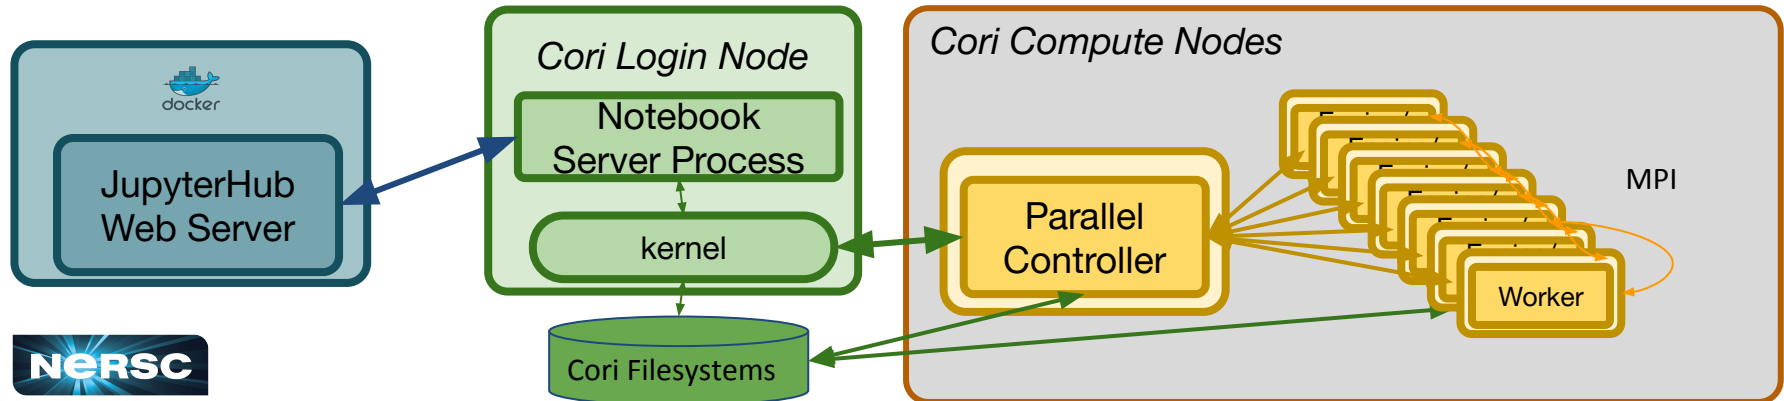 docker
JupyterHub
Web Server
NERSC
Cori Login Node
Notebook
Server Process
kernel
Cori Filesystems
Cori Compute Nodes
Parallel
Controller
MPI
Worker